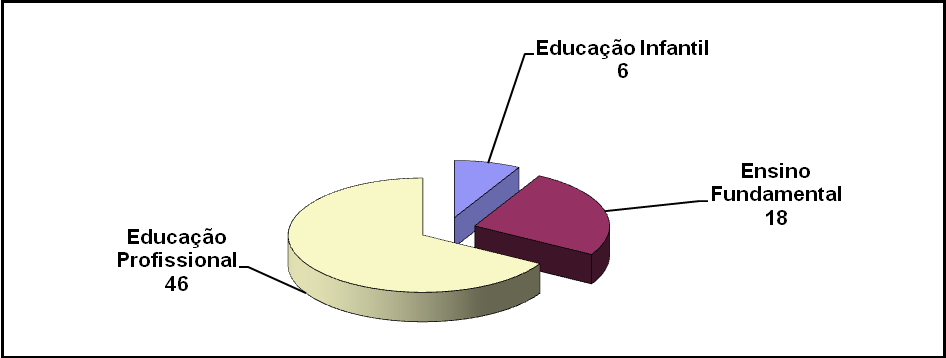 Educação Infantil
6
Ensino
Fundamental
18
Educação
Profissional
46